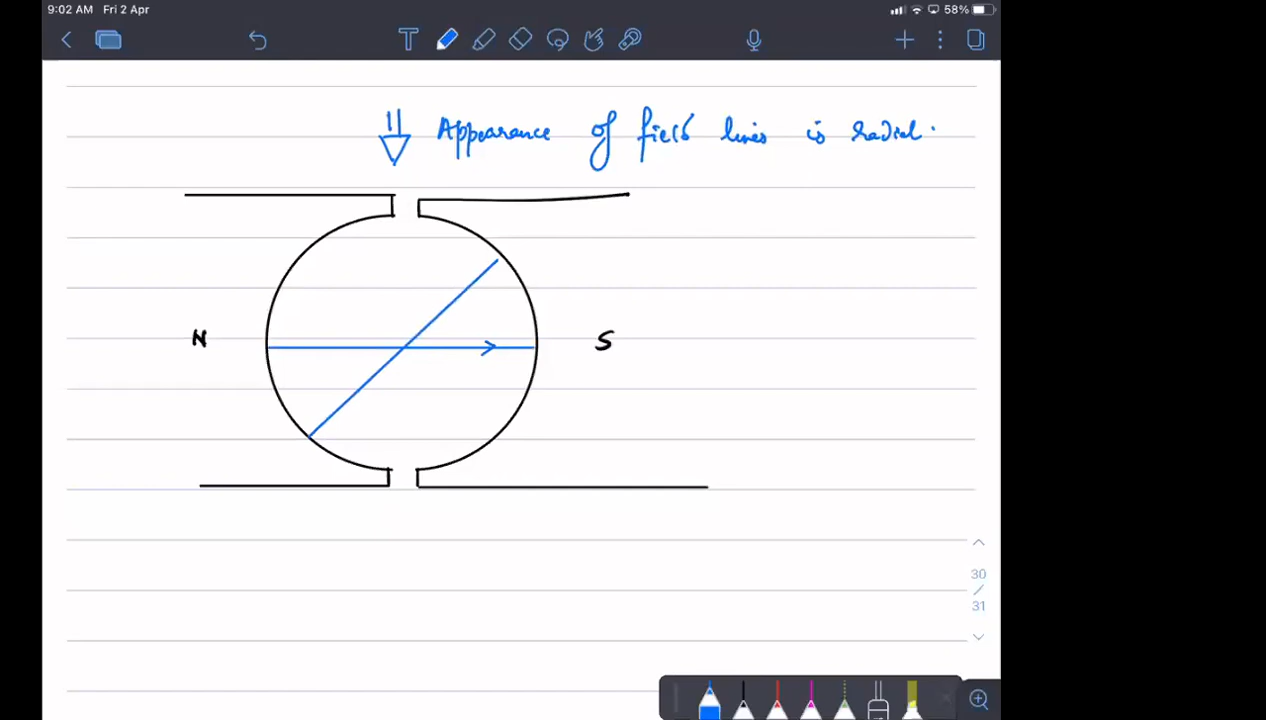 9:02 AM Fri 2 Apr
58%
T
Appearance of field lines is radial.
N
S
30
/
31